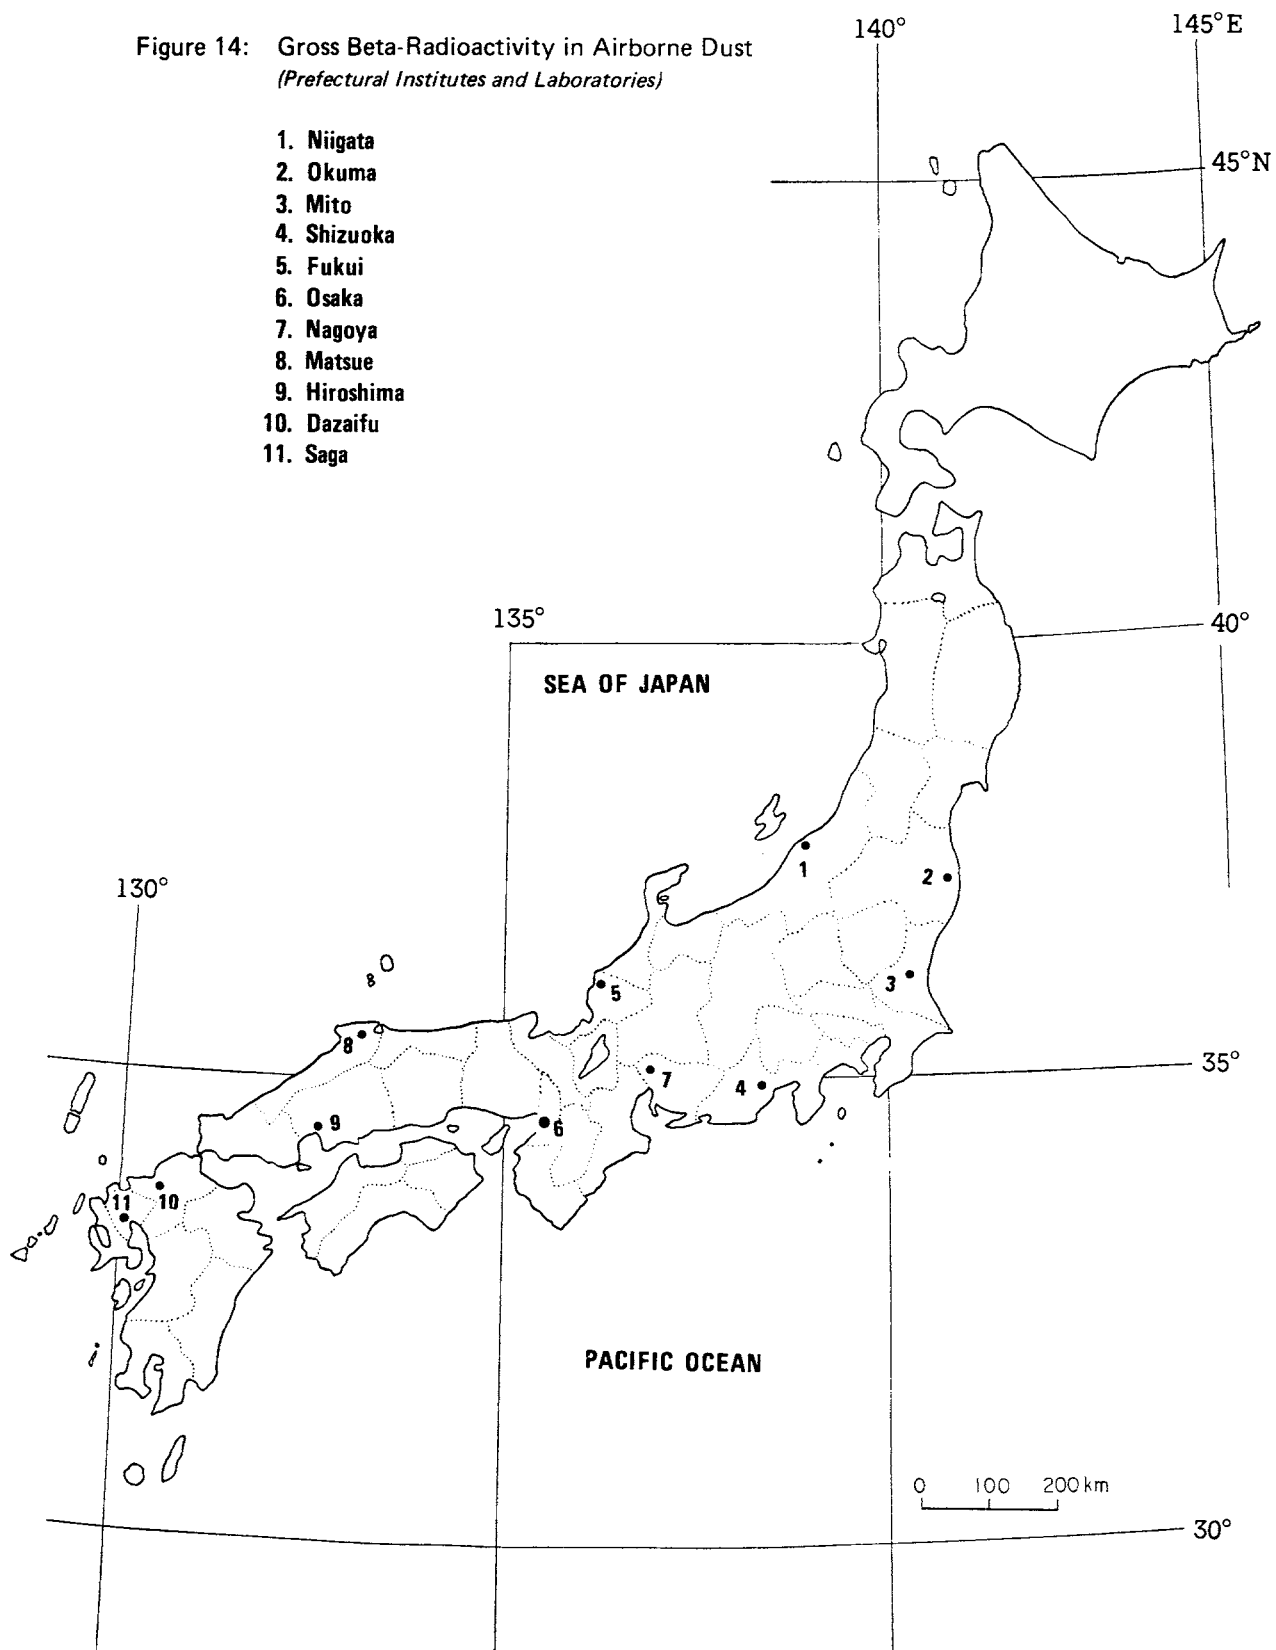 Figure 14: Gross Beta-Radioactivity in Airborne Dust
(Prefectural Institutes and Laboratories)
1. Niigata
2. Okuma
3. Mito
4. Shizuoka
5. Fukui
6. Osaka
7. Nagoya
8. Matsue
9. Hiroshima
10. Dazaifu
11. Saga
140°
145°E
45°N
135°
40°
SEA OF JAPAN
130°
1
2
3
5
8
7
4
35°
9
6
11
10
PACIFIC OCEAN
0 100 200 km
30°